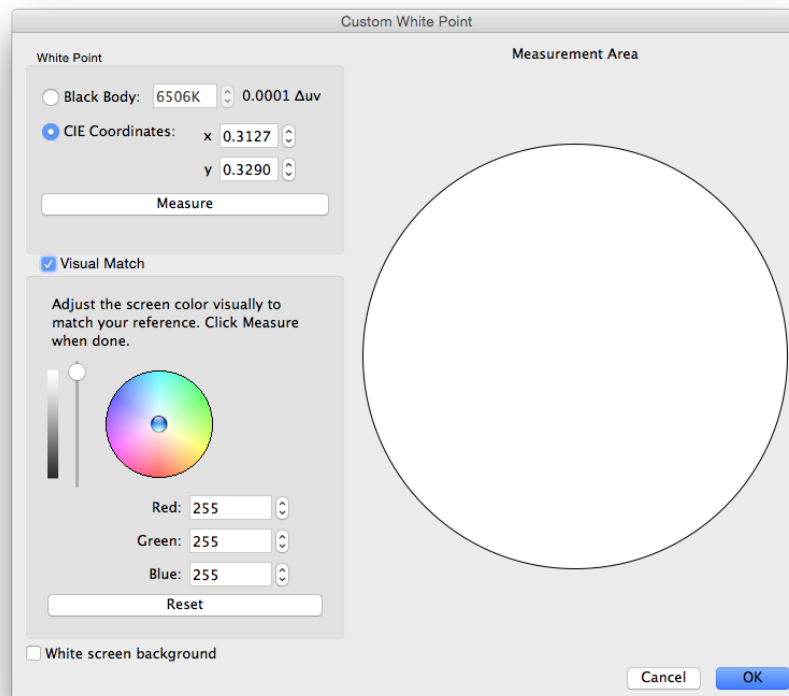 Custom White Point
White Point
Black Body: 6506K 0.0001 Δuv
CIE Coordinates: x 0.3127
y 0.3290
Measure
Visual Match
Adjust the screen color visually to
match your reference. Click Measure
when done.
Red: 255
Green: 255
Blue: 255
Reset
White screen background
Measurement Area
Cancel OK